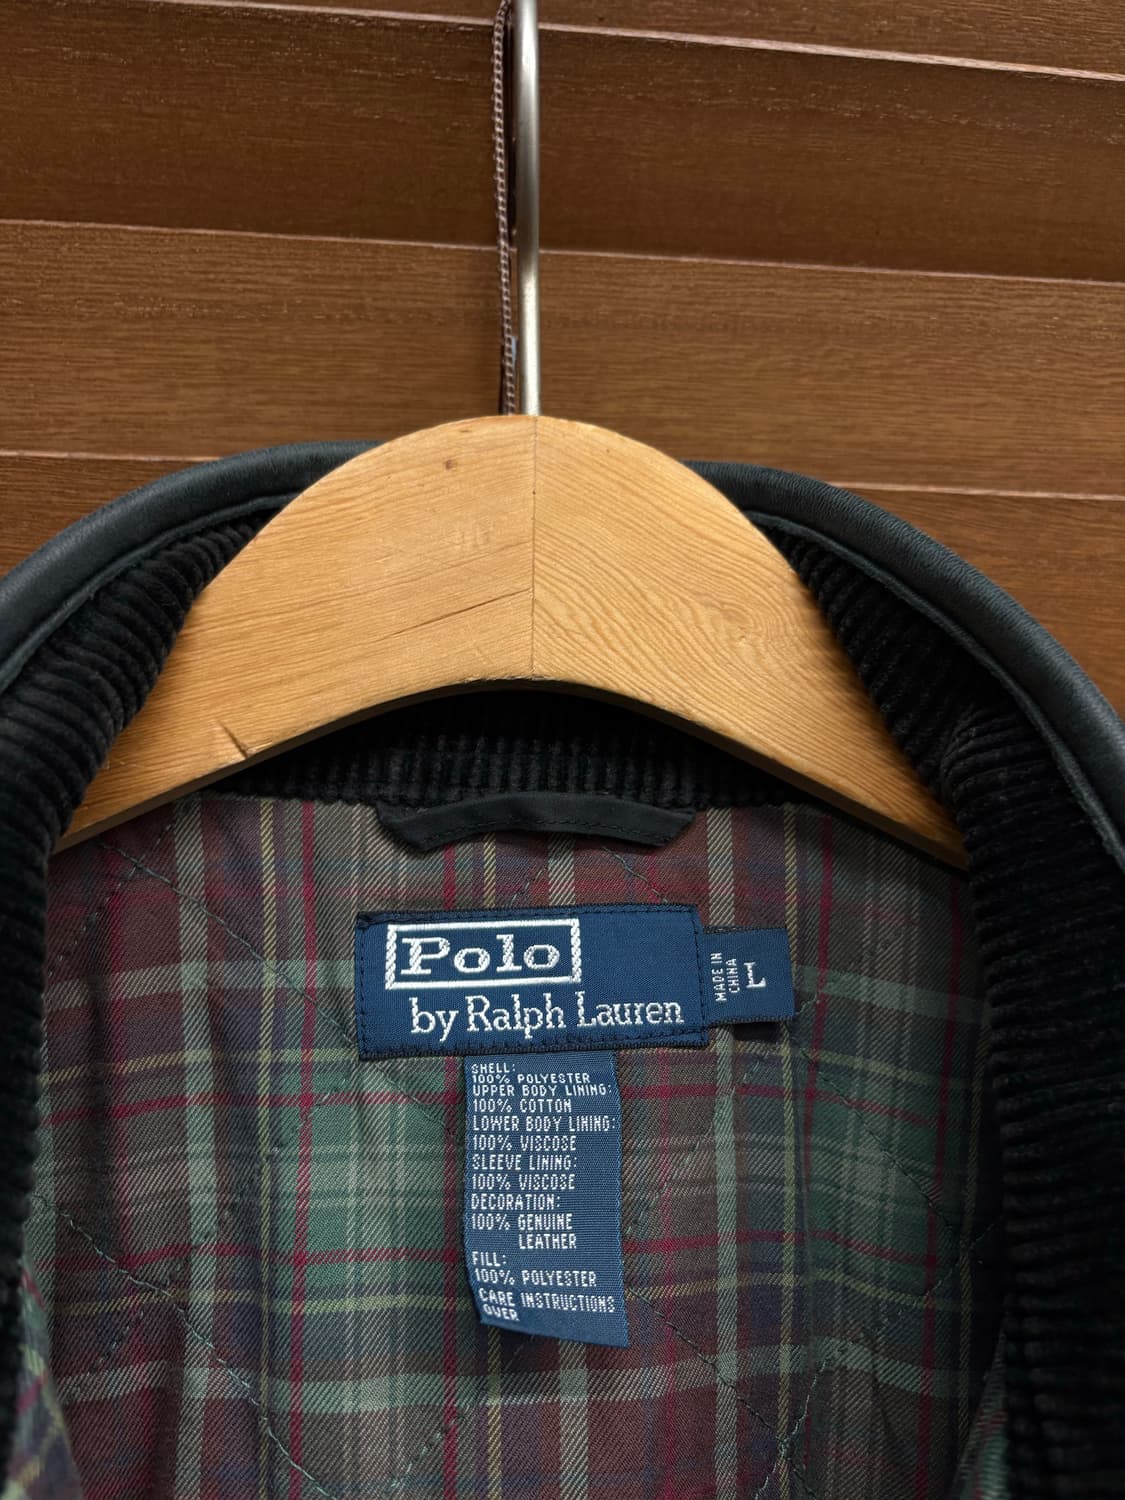 Polo
by Ralph Lauren
MADE IN
CHINA
L
SHELL:
100% POLYESTER
UPPER BODY LINING:
100% COTTON
LOWER BODY LINING:
100% VISCOSE
SLEEVE LINING:
100% VISCOSE
DECORATION:
100% GENUINE
LEATHER
FILL:
100% POLYESTER
CARE INSTRUCTIONS
OVER